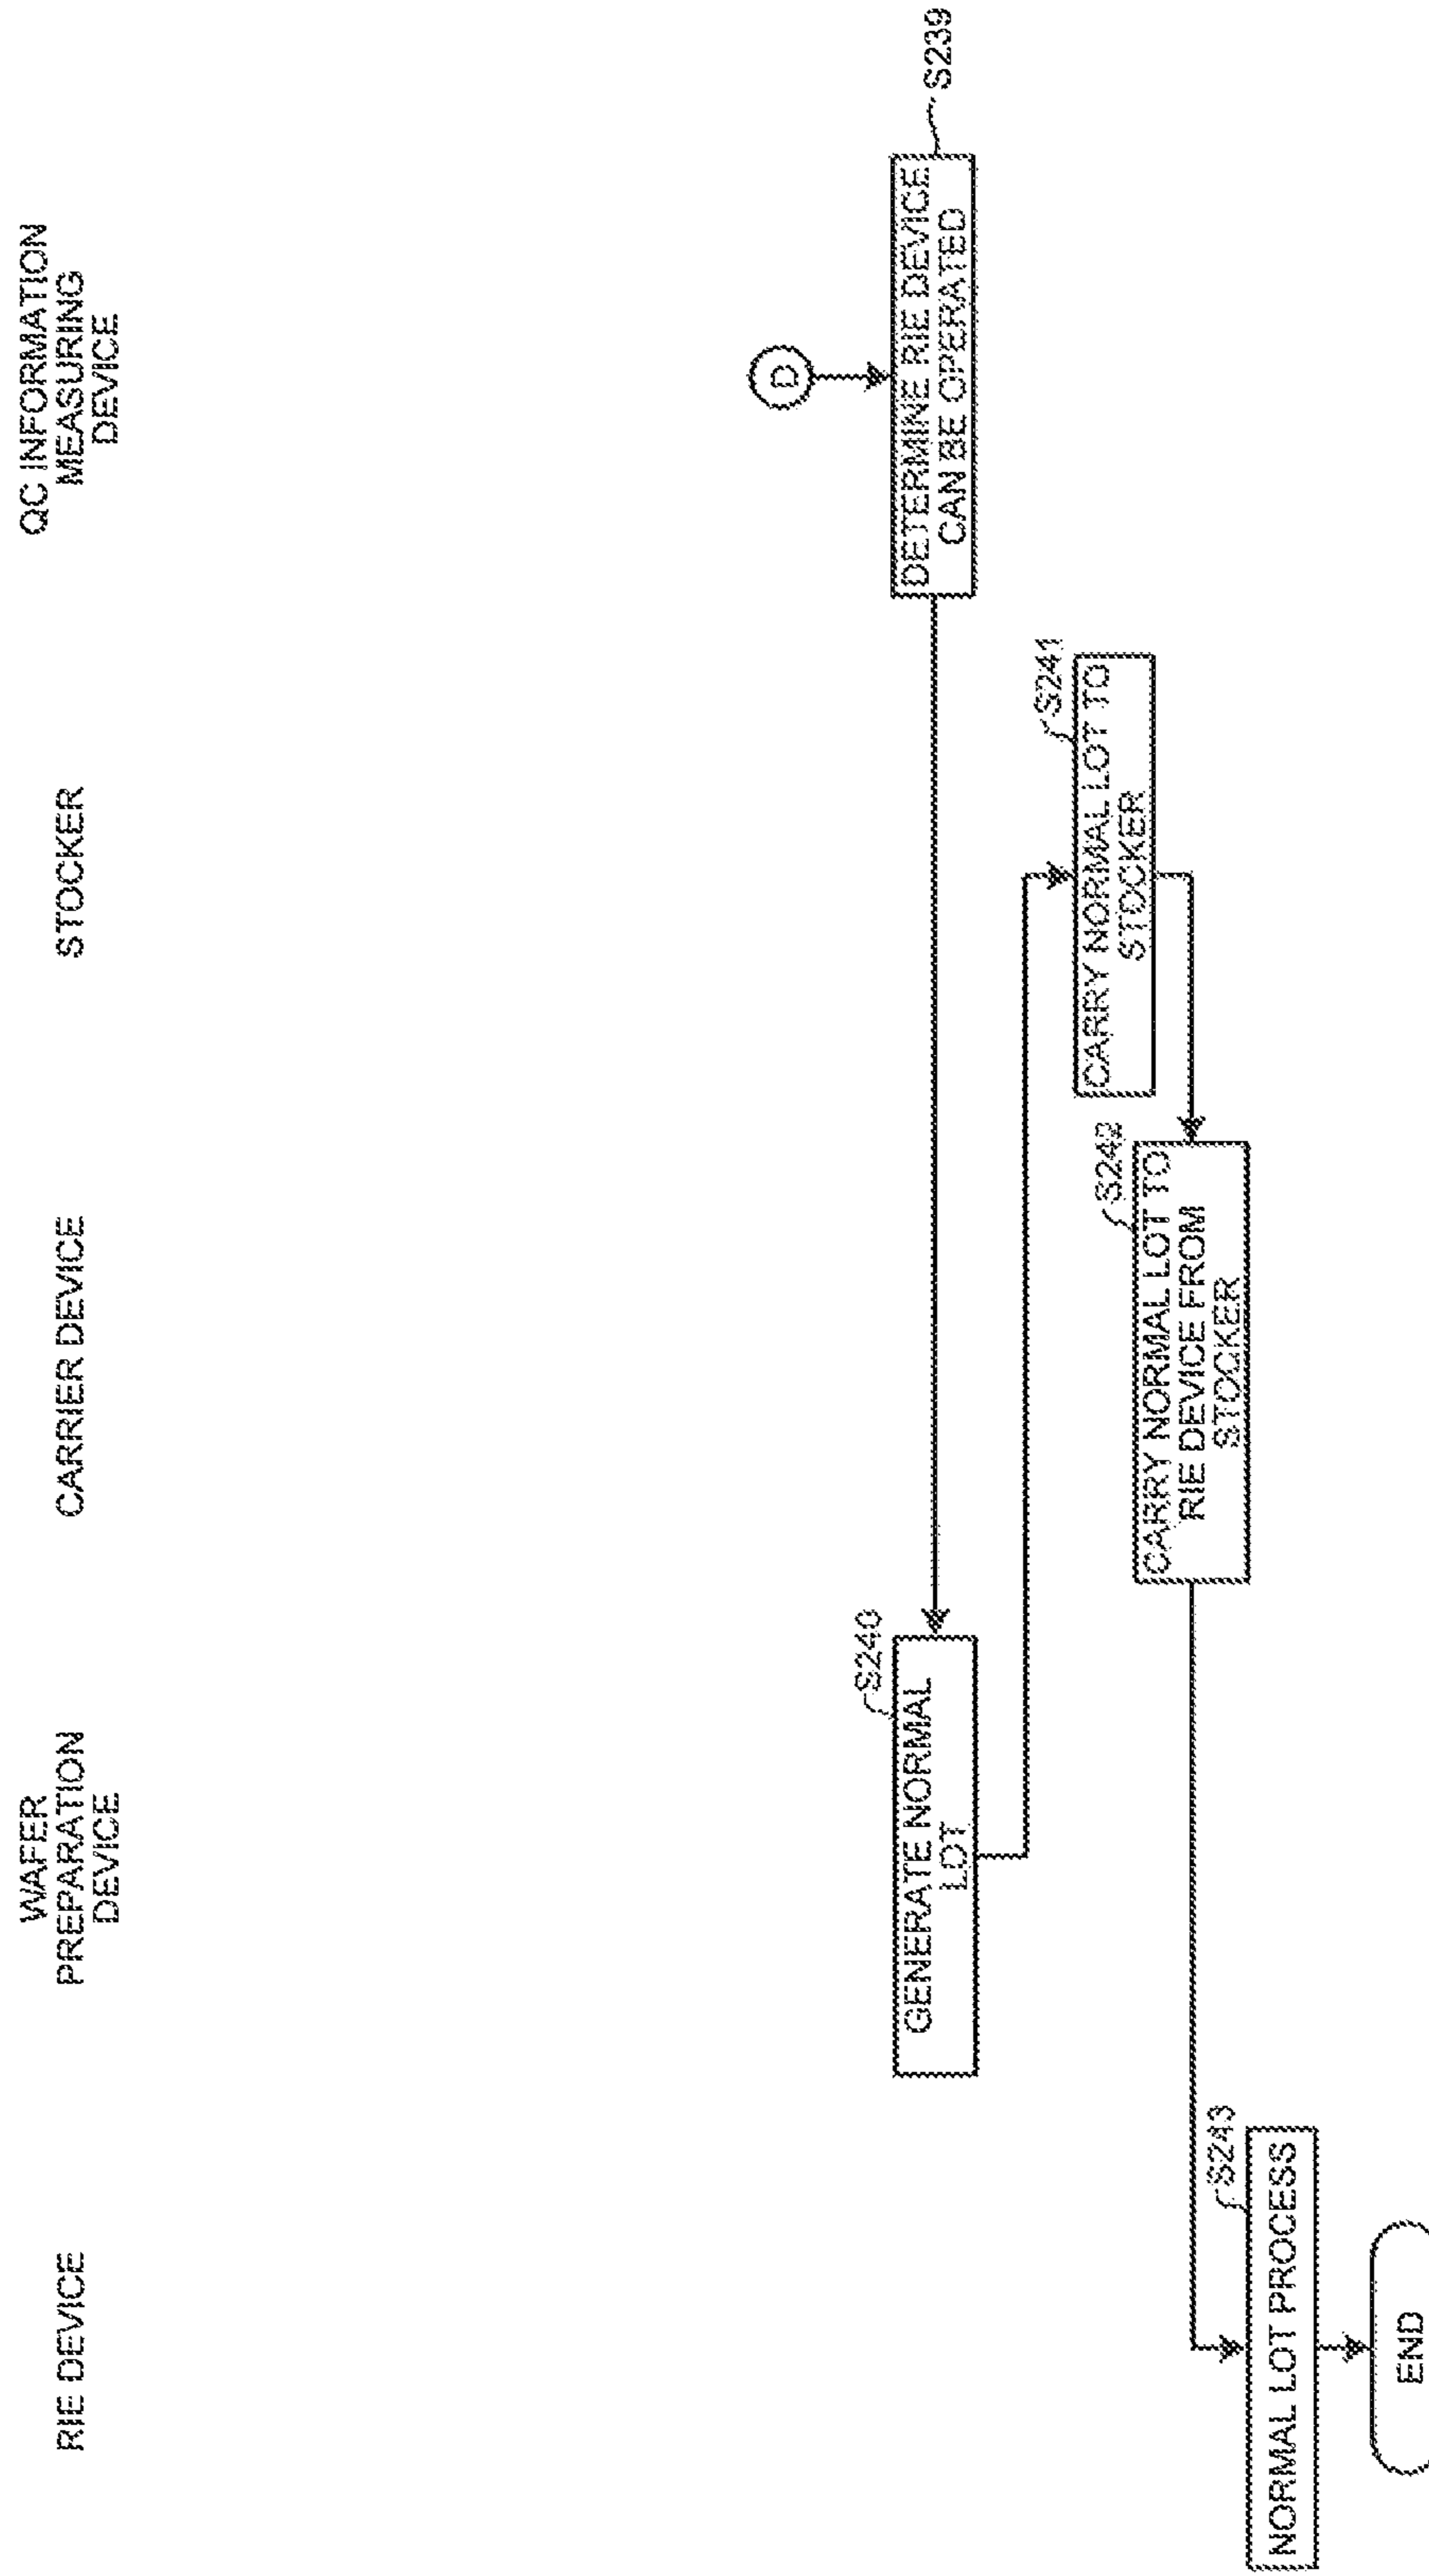 RIE DEVICE
WAFER
PREPARATION
DEVICE
CARRIER DEVICE
STOCKER
QC INFORMATION
MEASURING
DEVICE
D
DETERMINE RIE DEVICE
CAN BE OPERATED
S239
GENERATE NORMAL
LOT
S240
CARRY NORMAL LOT TO
STOCKER
S241
CARRY NORMAL LOT TO
RIE DEVICE FROM
STOCKER
S242
NORMAL LOT PROCESS
S243
END